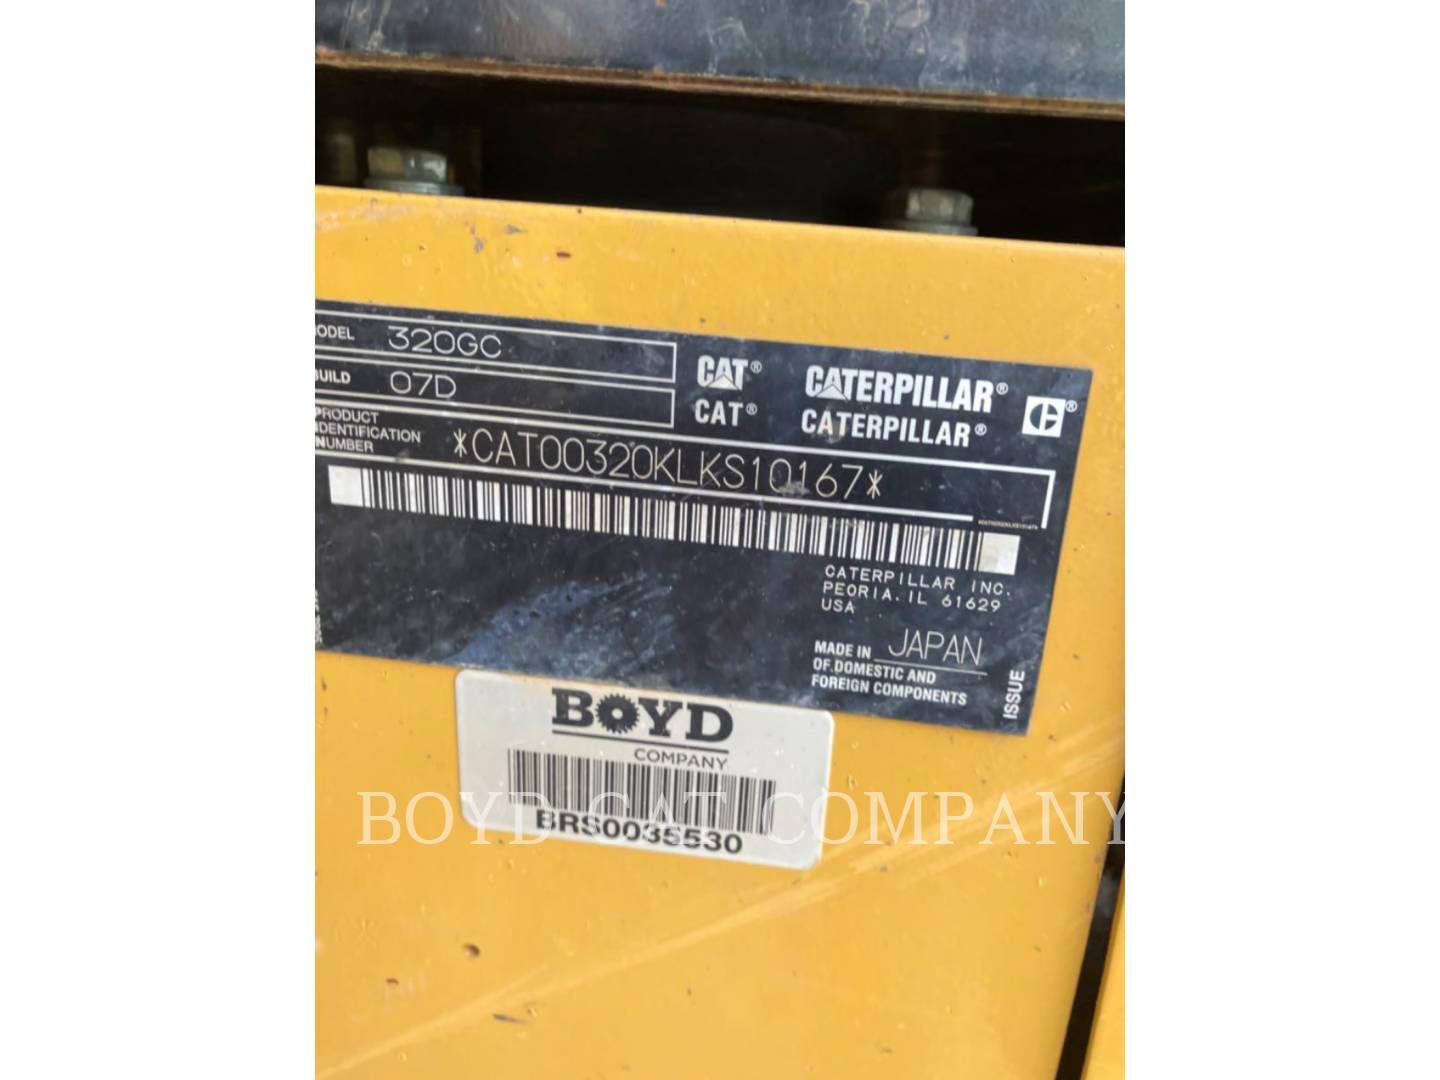 ODEL 320GC
BUILD 07D
PRODUCT
IDENTIFICATION
NUMBER *CAT00320KLKS10167*
CAT® CATERPILLAR® ®
CAT® CATERPILLAR®
CATERPILLAR INC.
PEORIA, IL 61629
USA
MADE IN JAPAN
OF DOMESTIC AND
FOREIGN COMPONENTS
ISSUE
BOYD
COMPANY
BRS0035530
BOYD CAT COMPANY